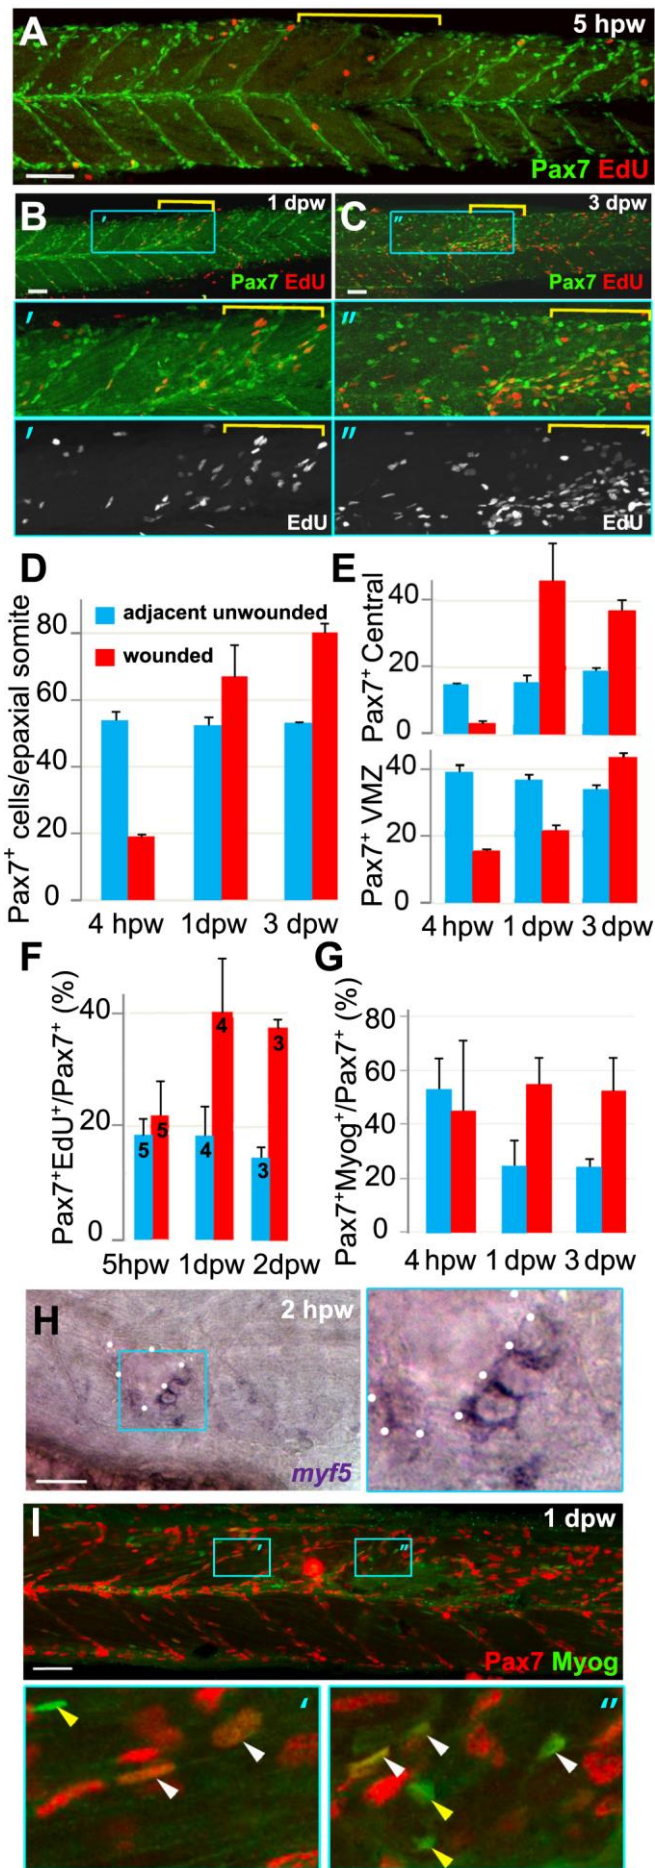 A
5 hpw
Pax7 EdU
B
1 dpw
C
3 dpw
′
″
Pax7 EdU
Pax7 EdU
′
″
′
″
EdU
EdU
D
adjacent unwounded
wounded
Pax7+ cells/epaxial somite
80
60
40
20
0
4 hpw 1dpw 3 dpw
E
Pax7+ Central
40
20
0
Pax7+ VMZ
40
20
0
4 hpw 1 dpw 3 dpw
F
Pax7+EdU+/Pax7+ (%)
40
20
0
5 5 4 4 3 3
5hpw 1dpw 2dpw
G
Pax7+Myog+/Pax7+ (%)
80
60
40
20
0
4 hpw 1 dpw 3 dpw
H
2 hpw
myf5
I
1 dpw
′
″
Pax7 Myog
′
″